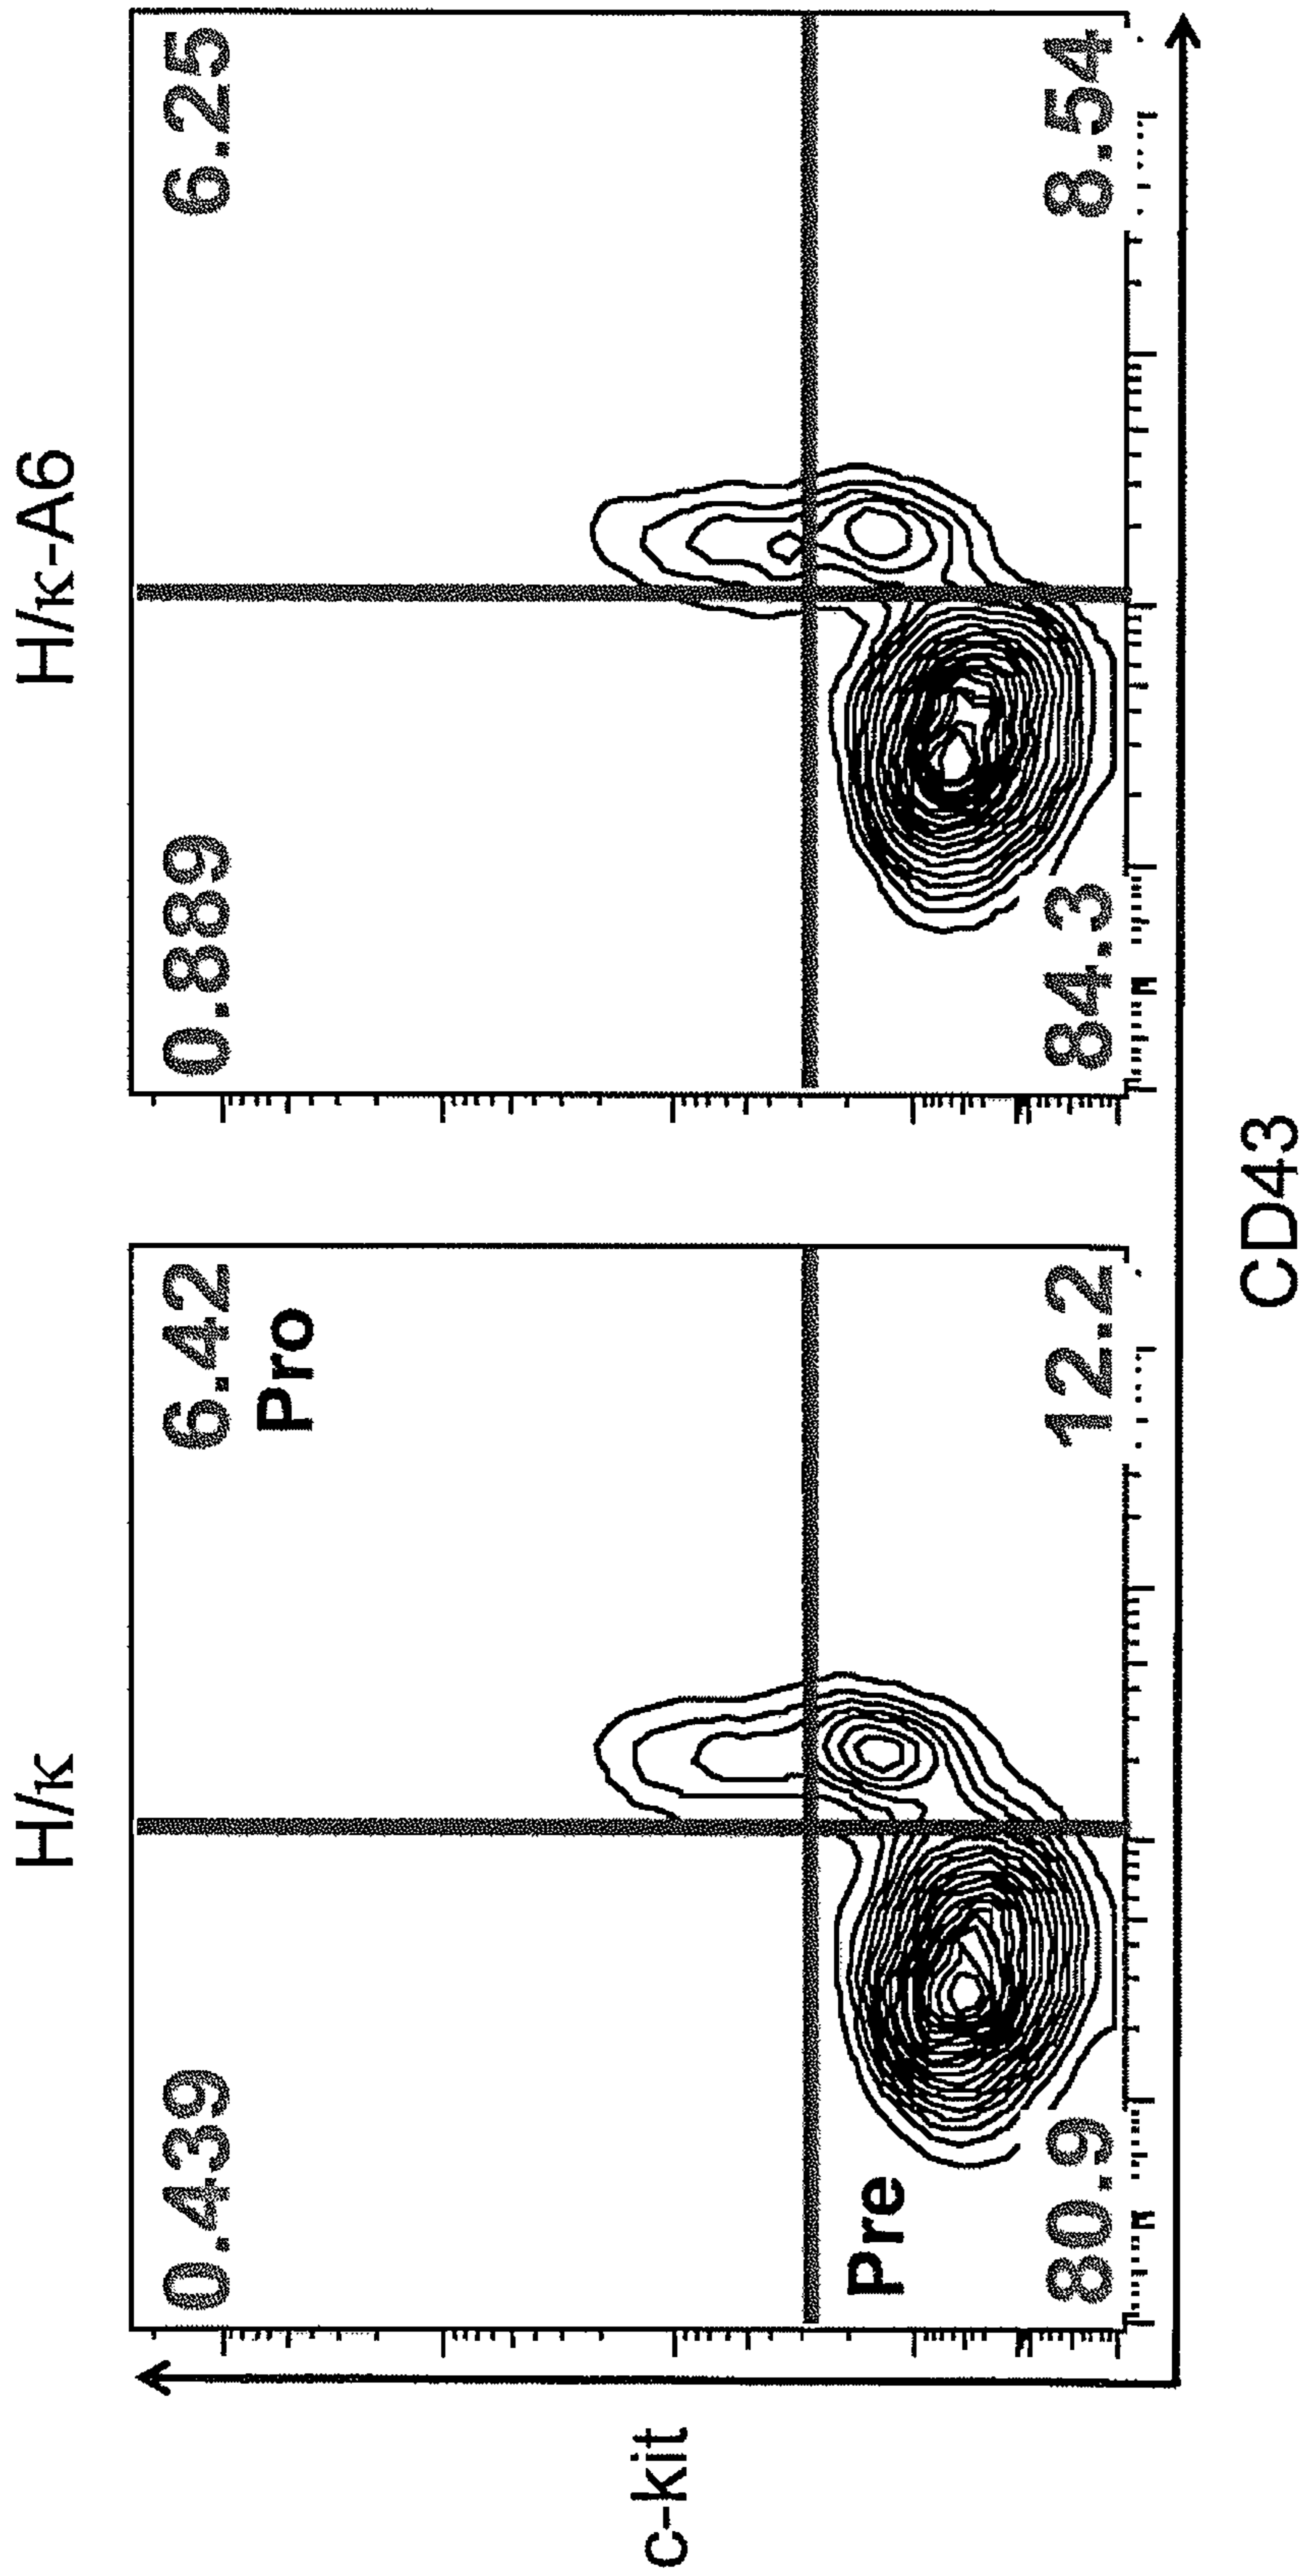 H/κ
H/κ-A6
0.439
6.42
Pro
0.889
6.25
c-kit
Pre
80.9
12.2
84.3
8.54
CD43